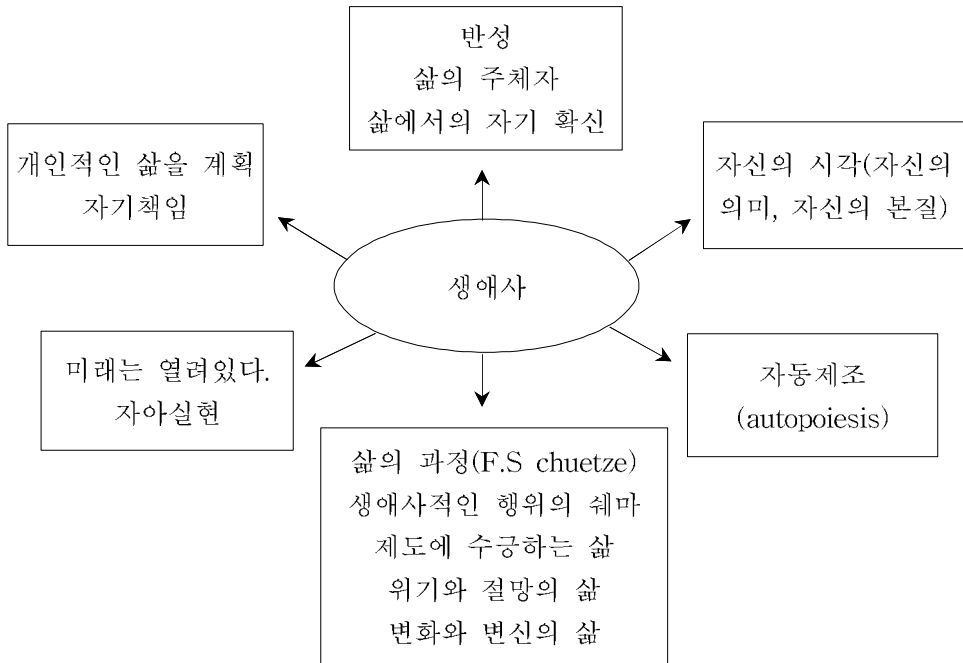 반성
삶의 주체자
삶에서의 자기 확신
개인적인 삶을 계획
자기책임
자신의 시각(자신의
의미, 자신의 본질)
생애사
미래는 열려있다.
자아실현
자동제조
(autopoiesis)
삶의 과정(F.S chuetze)
생애사적인 행위의 쉐마
제도에 수긍하는 삶
위기와 절망의 삶
변화와 변신의 삶